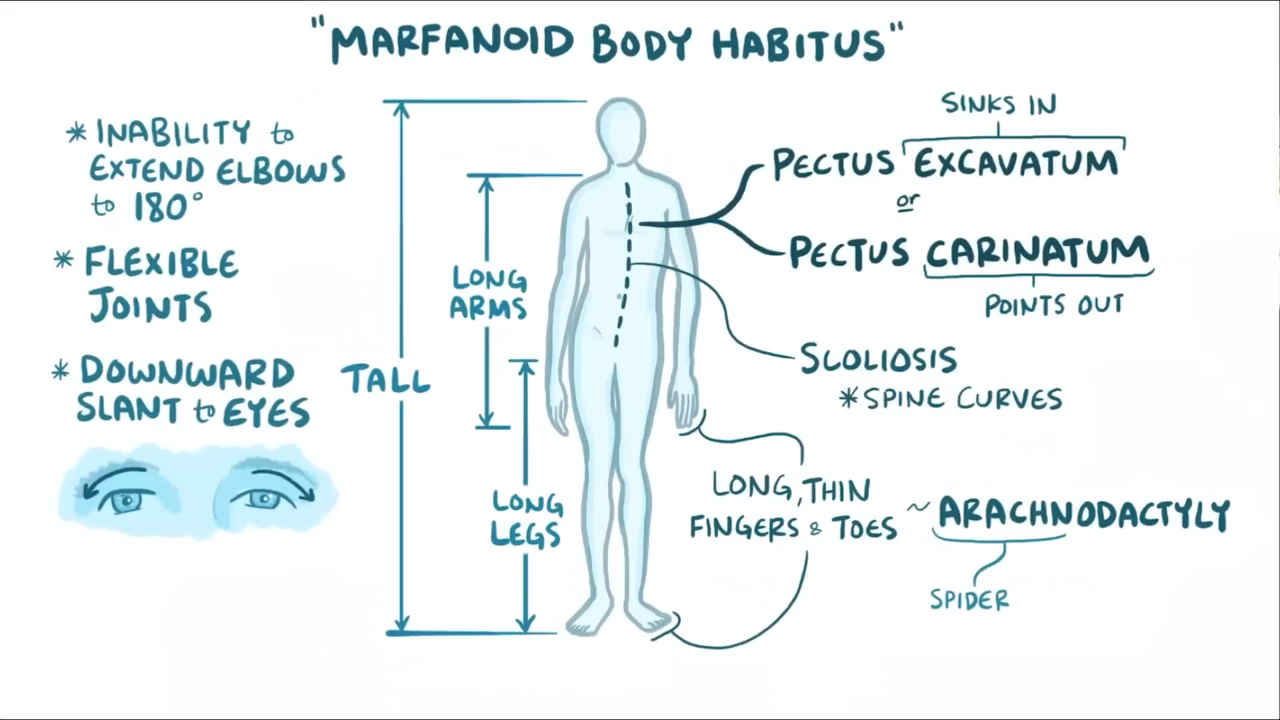 "MARFANOID BODY HABITUS"
* INABILITY to
EXTEND ELBOWS
to 180°
* FLEXIBLE
JOINTS
* DOWNWARD
SLANT to EYES
TALL
LONG
ARMS
LONG
LEGS
SINKS IN
PECTUS EXCAVATUM
or
PECTUS CARINATUM
POINTS OUT
SCOLIOSIS
* SPINE CURVES
LONG, THIN
FINGERS & TOES ~ ARACHNODACTYLY
SPIDER